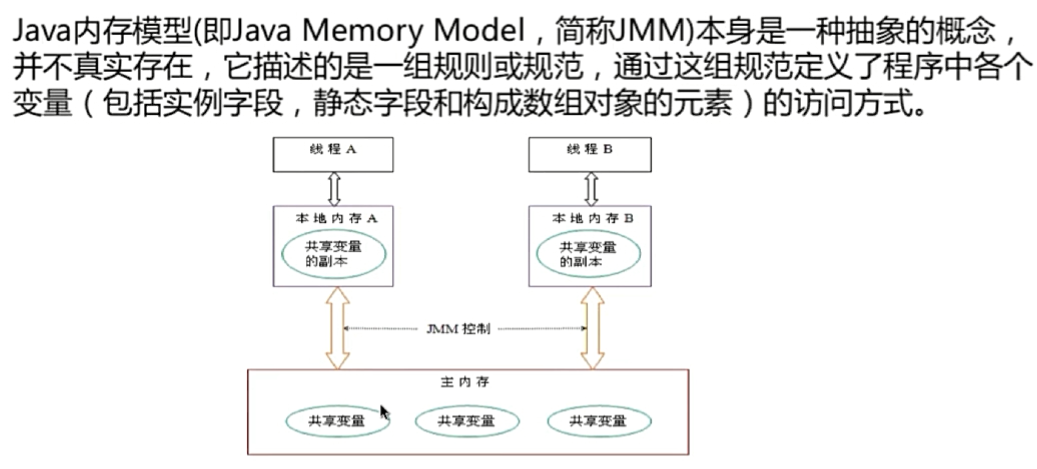 Java内存模型(即Java Memory Model，简称JMM)本身是一种抽象的概念，
并不真实存在，它描述的是一组规则或规范，通过这组规范定义了程序中各个
变量（包括实例字段，静态字段和构成数组对象的元素）的访问方式。
线程 A
线程 B
本地内存 A
本地内存 B
共享变量
的副本
共享变量
的副本
JMM 控制
主内存
共享变量
共享变量
共享变量